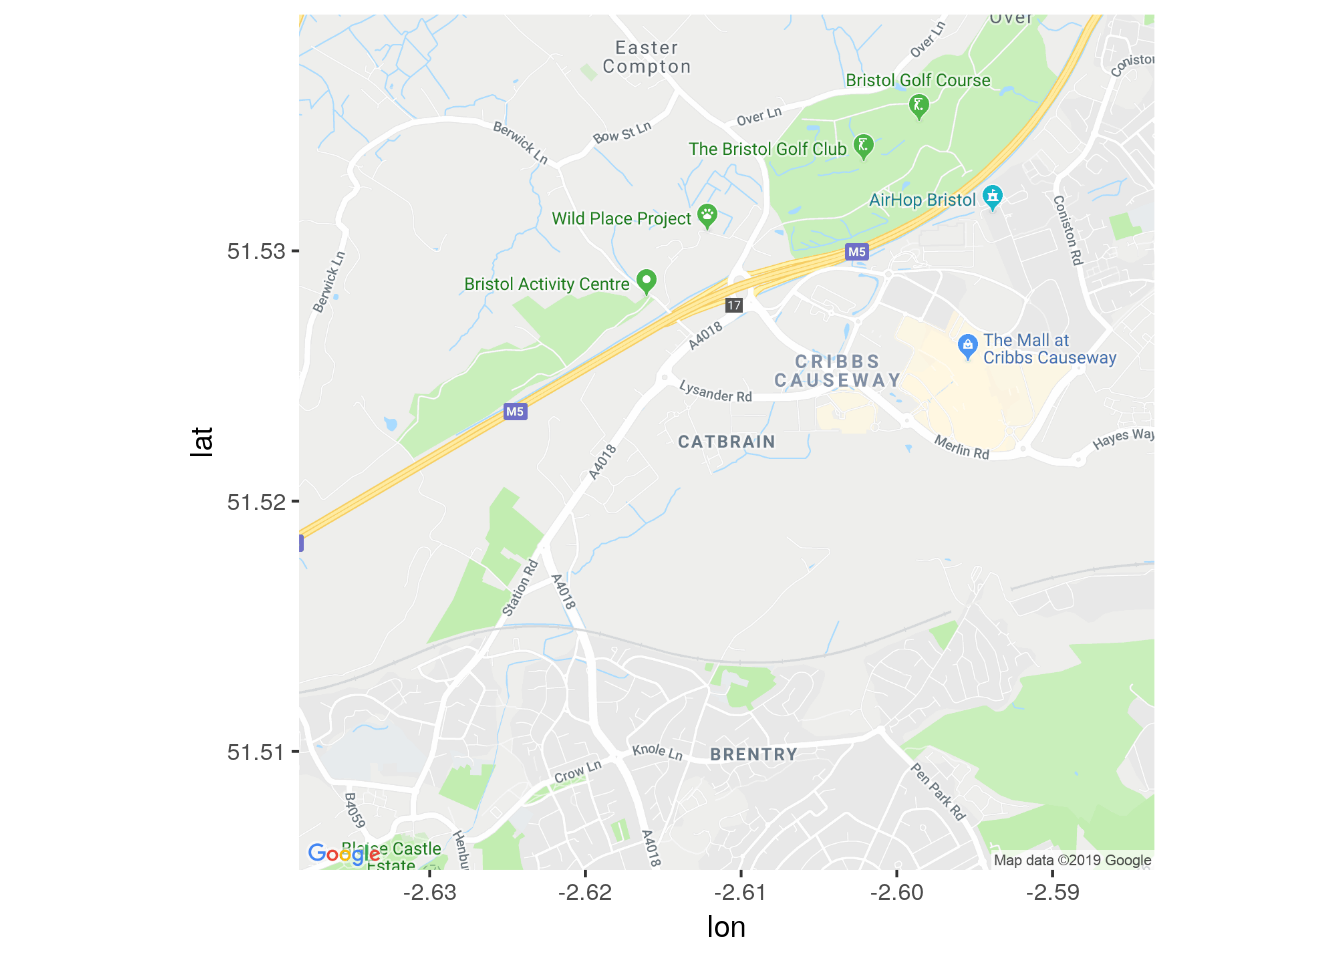 Over
Easter
Compton
Over Ln
Coniston
Bristol Golf Course
Over Ln
Bow St Ln
Berwick Ln
The Bristol Golf Club
AirHop Bristol
Wild Place Project
Coniston Rd
51.53
M5
Berwick Ln
Bristol Activity Centre
17
A4018
The Mall at
Cribbs Causeway
CRIBBS
CAUSEWAY
Lysander Rd
M5
lat
CATBRAIN
Merlin Rd
Hayes Way
A4018
51.52
Station Rd
A4018
51.51
Knole Ln
BRENTRY
Crow Ln
Pen Park Rd
B4059
Henbu
A4018
Blaise Castle
Estate
Google
Map data ©2019 Google
-2.63
-2.62
-2.61
-2.60
-2.59
lon